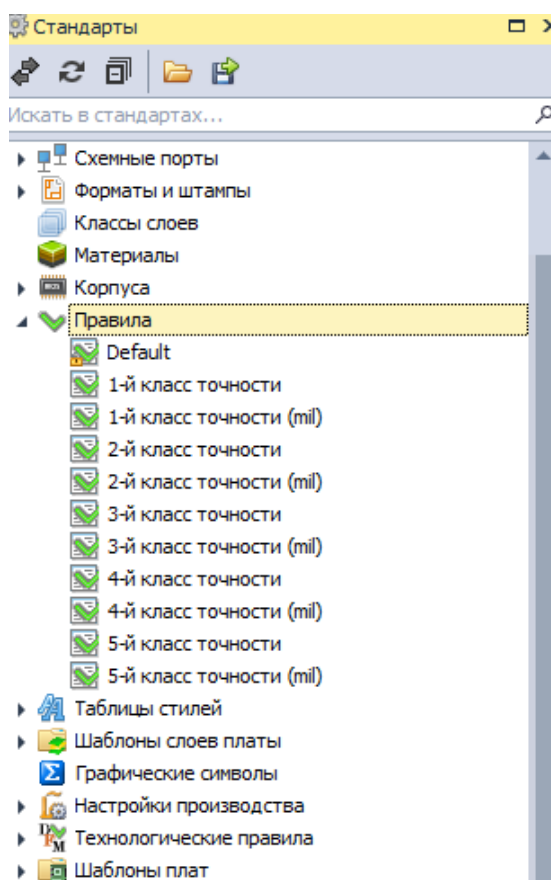 Стандарты
Искать в стандартах...
Схемные порты
Форматы и штампы
Классы слоев
Материалы
Корпуса
Правила
Default
1-й класс точности
1-й класс точности (mil)
2-й класс точности
2-й класс точности (mil)
3-й класс точности
3-й класс точности (mil)
4-й класс точности
4-й класс точности (mil)
5-й класс точности
5-й класс точности (mil)
Таблицы стилей
Шаблоны слоев платы
Графические символы
Настройки производства
Технологические правила
Шаблоны плат